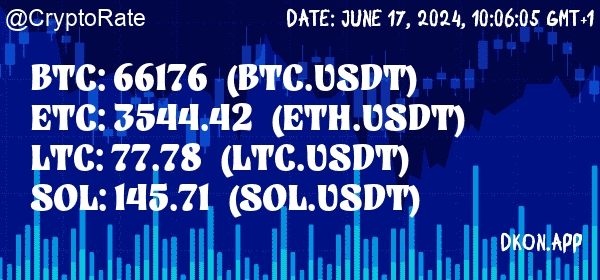 @CryptoRate
DATE: JUNE 17, 2024, 10:06:05 GMT+1
BTC: 66176 (BTC.USDT)
ETC: 3544.42 (ETH.USDT)
LTC: 77.78 (LTC.USDT)
SOL: 145.71 (SOL.USDT)
DKON.APP